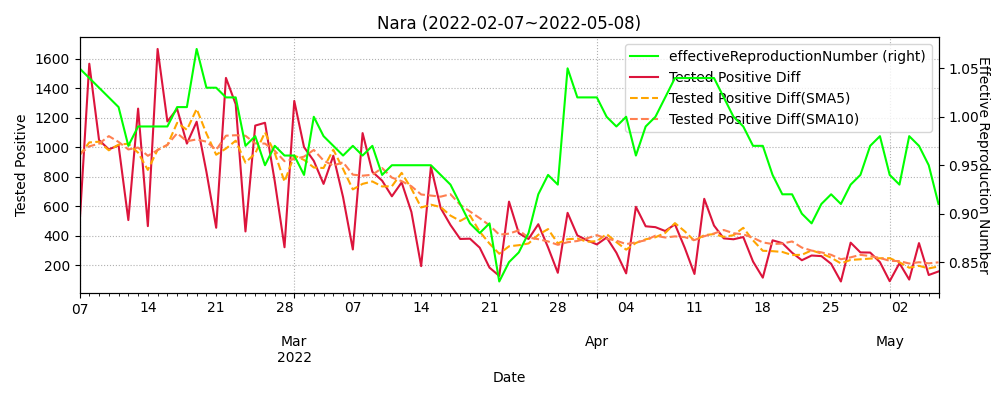 Nara (2022-02-07~2022-05-08)
effectiveReproductionNumber (right)
Tested Positive Diff
Tested Positive Diff(SMA5)
Tested Positive Diff(SMA10)
Tested Positive
1600
1400
1200
1000
800
600
400
200
1.05
1.00
0.95
0.90
0.85
Effective Reproduction Number
07 14 21 28 07 14 21 28 04 11 18 25 02
Mar Apr May
2022
Date